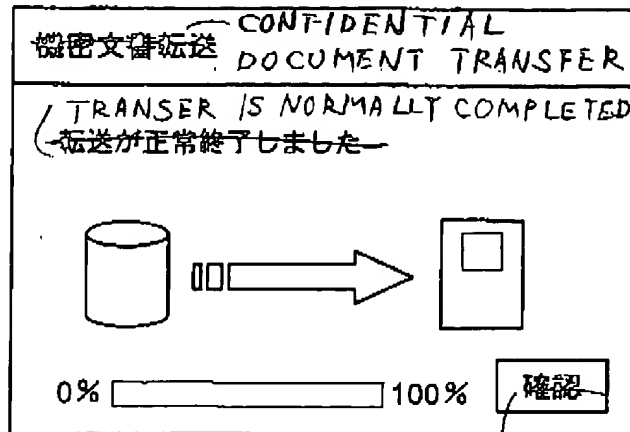 機密文書転送 CONFIDENTIAL
DOCUMENT TRANSFER
TRANSER IS NORMALLY COMPLETED
転送が正常終了しました
0% 100% 確認